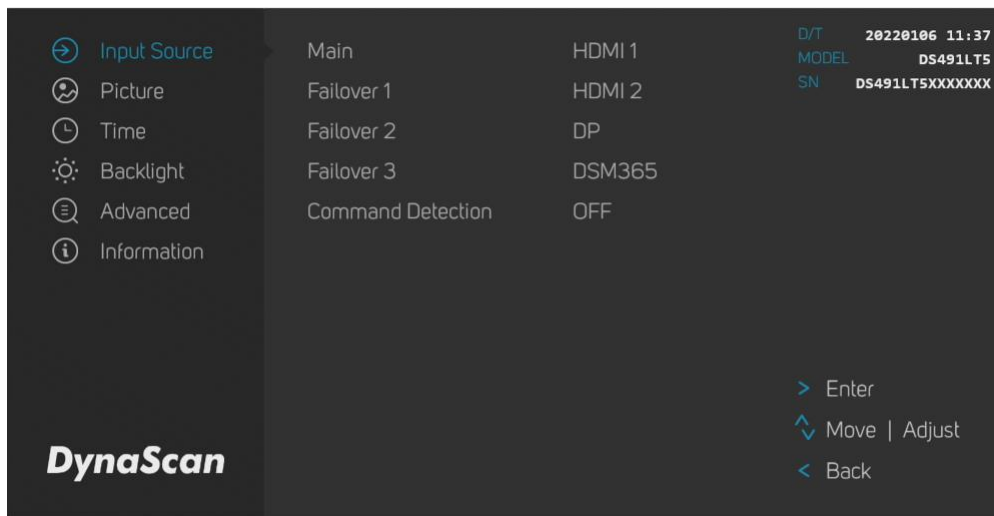 Input Source
Picture
Time
Backlight
Advanced
Information
DynaScan
Main HDMI 1
Failover 1 HDMI 2
Failover 2 DP
Failover 3 DSM365
Command Detection OFF
D/T 20220106 11:37
MODEL DS491LT5
SN DS491LT5XXXXXXX
> Enter
Move | Adjust
< Back